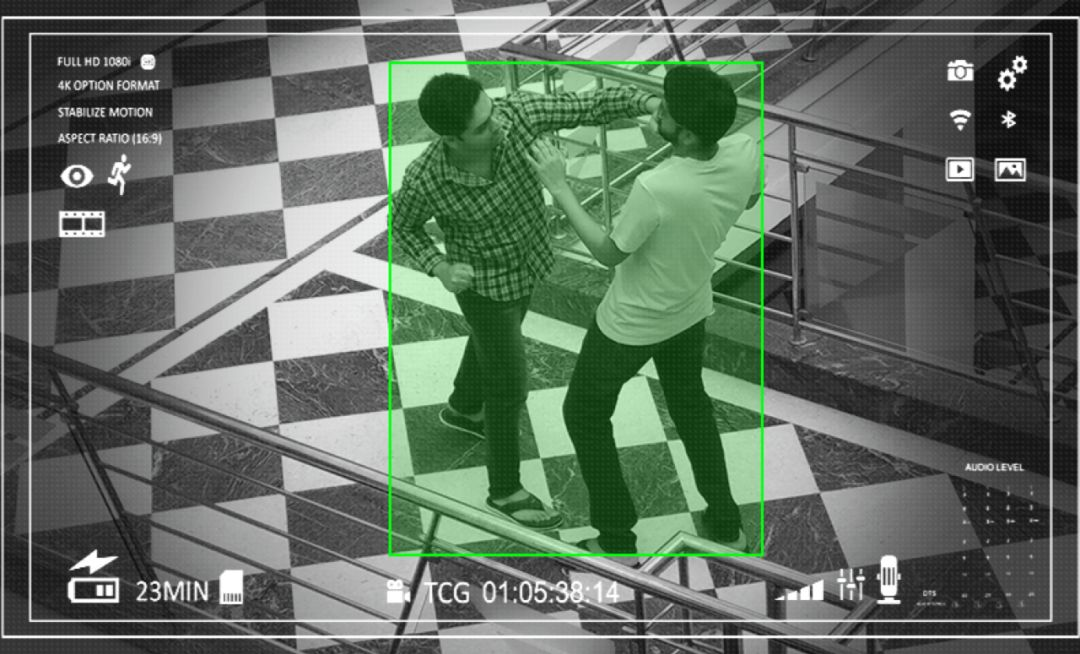 FULL HD 1080i
4K OPTION FORMAT
STABILIZE MOTION
ASPECT RATIO (16:9)
AUDIO LEVEL
DTS
23MIN
TCG 01:05:38:14